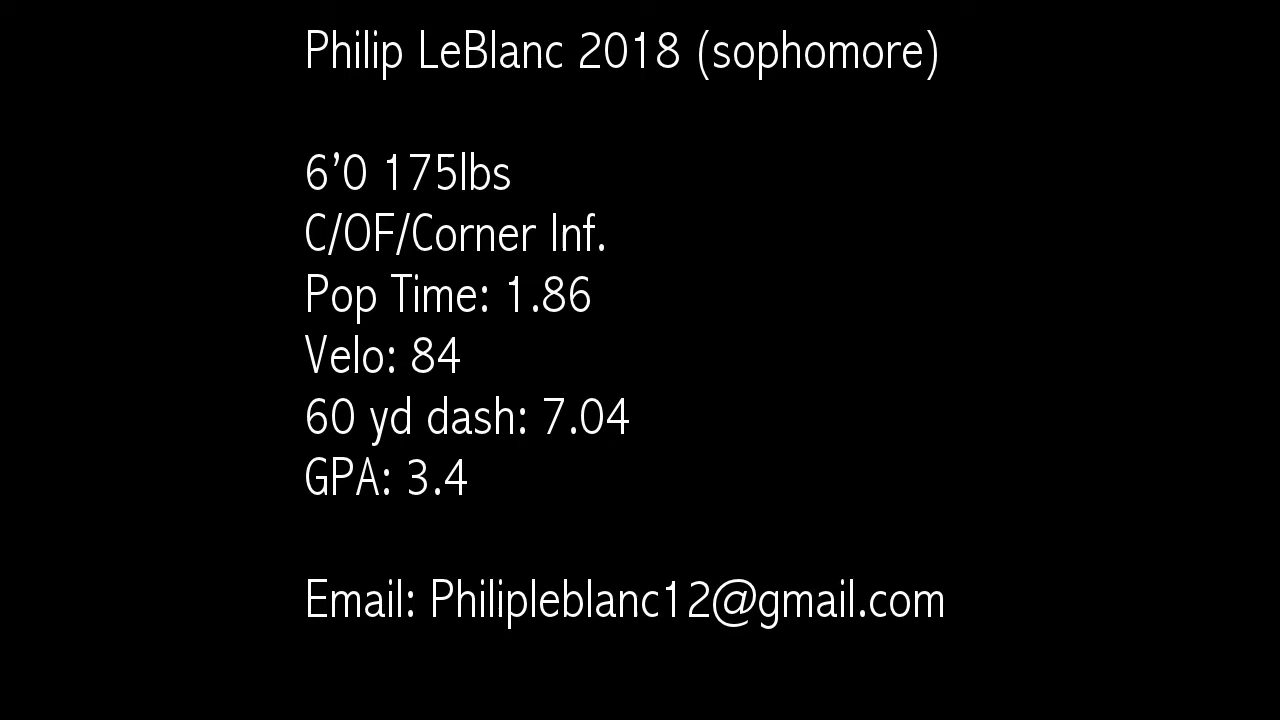 Philip LeBlanc 2018 (sophomore)
6’0 175lbs
C/OF/Corner Inf.
Pop Time: 1.86
Velo: 84
60 yd dash: 7.04
GPA: 3.4
Email: Philipleblanc12@gmail.com